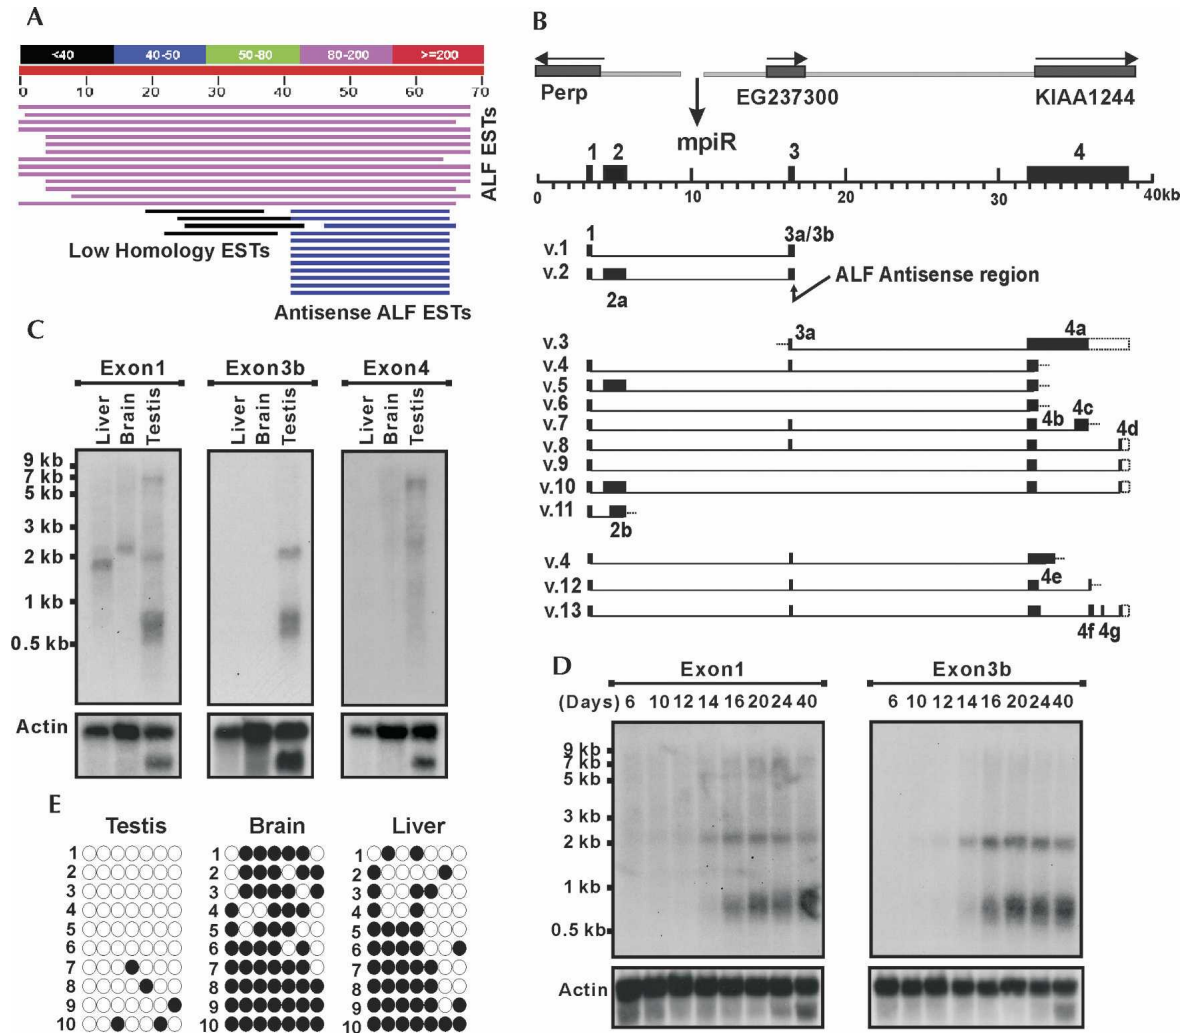 A
<40 40-50 50-80 80-200 >=200
0 10 20 30 40 50 60 70
ALF ESTs
Low Homology ESTs
Antisense ALF ESTs
B
Perp EG237300 KIAA1244
mpiR
1 2 3 4
0 10 20 30 40kb
1 3a/3b
v.1
v.2
2a
ALF Antisense region
3a 4a
v.3
v.4
v.5
v.6
4b 4c
v.7
4d
v.8
v.9
v.10
v.11
2b
v.4
4e
v.12
v.13
4f 4g
C
Exon1 Exon3b Exon4
Liver Brain Testis Liver Brain Testis Liver Brain Testis
9 kb
7 kb
5 kb
3 kb
2 kb
1 kb
0.5 kb
Actin
D
Exon1 Exon3b
(Days) 6 10 12 14 16 20 24 40 6 10 12 14 16 20 24 40
9 kb
7 kb
5 kb
3 kb
2 kb
1 kb
0.5 kb
Actin
E
Testis Brain Liver
1 1 1
2 2 2
3 3 3
4 4 4
5 5 5
6 6 6
7 7 7
8 8 8
9 9 9
10 10 10